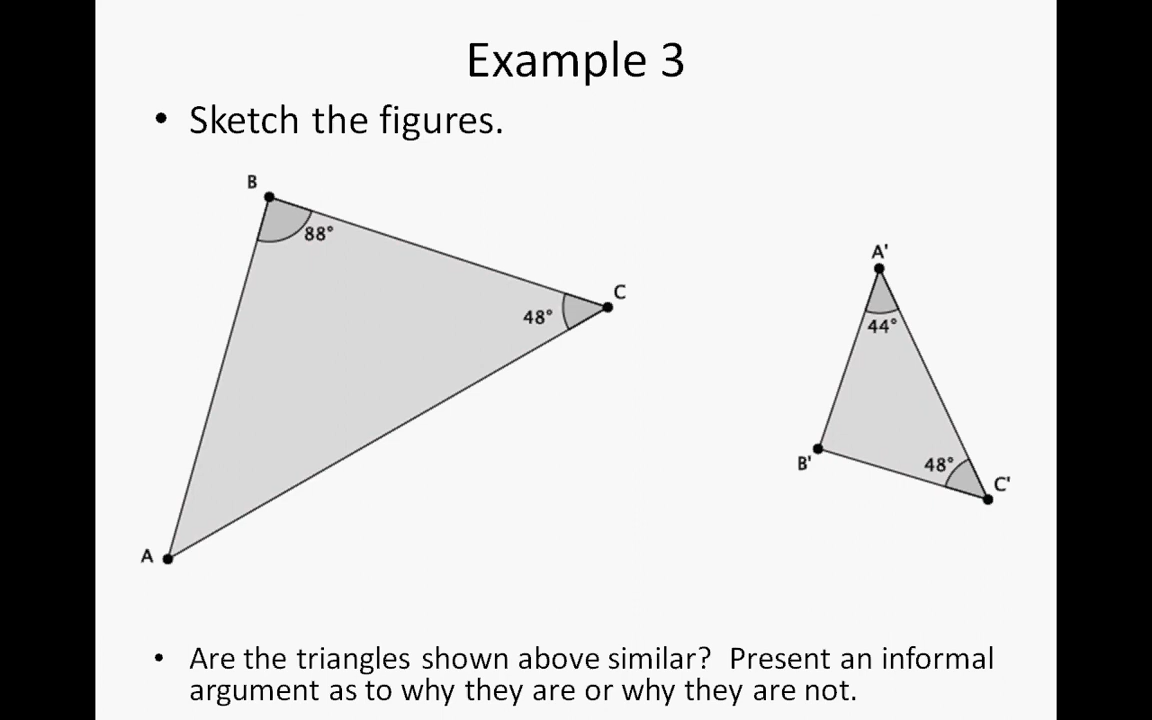 Example 3
• Sketch the figures.
B
88°
C
48°
A
A'
44°
B'
48°
C'
• Are the triangles shown above similar? Present an informal
argument as to why they are or why they are not.